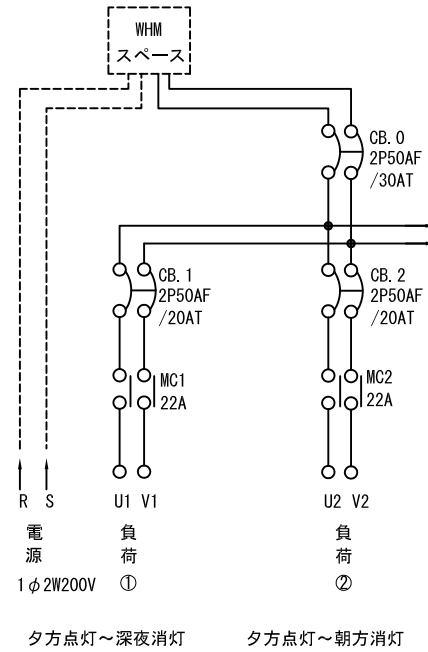 WHM
スペース
CB.0
2P50AF
/30AT
CB.1
2P50AF
/20AT
CB.2
2P50AF
/20AT
MC1
22A
MC2
22A
R S
U1 V1
U2 V2
電源
1φ2W200V
負荷
①
負荷
②
夕方点灯～深夜消灯
夕方点灯～朝方消灯